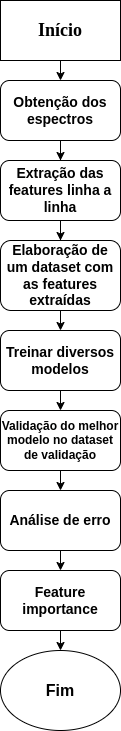 Início
Obtenção dos
espectros
Extração das
features linha a
linha
Elaboração de
um dataset com
as features
extraídas
Treinar diversos
modelos
Validação do melhor
modelo no dataset
de validação
Análise de erro
Feature
importance
Fim